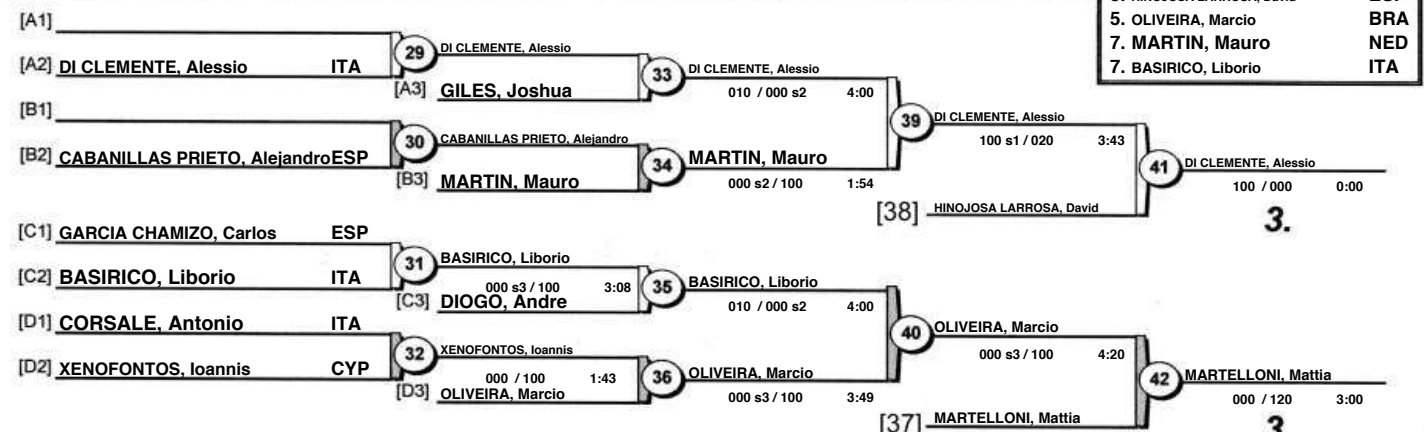 5. OLIVEIRA, Marcio BRA
7. MARTIN, Mauro NED
7. BASIRICO, Liborio ITA
[A1]
[A2] DI CLEMENTE, Alessio ITA
29
DI CLEMENTE, Alessio
[A3] GILES, Joshua
33
DI CLEMENTE, Alessio
010 / 000 s2 4:00
[B1]
[B2] CABANILLAS PRIETO, Alejandro ESP
30
CABANILLAS PRIETO, Alejandro
[B3] MARTIN, Mauro
34
MARTIN, Mauro
000 s2 / 100 1:54
39
DI CLEMENTE, Alessio
100 s1 / 020 3:43
[38] HINOJOSA LARROSA, David
41
DI CLEMENTE, Alessio
100 / 000 0:00
3.
[C1] GARCIA CHAMIZO, Carlos ESP
[C2] BASIRICO, Liborio ITA
31
BASIRICO, Liborio
000 s3 / 100 3:08
[C3] DIOGO, Andre
35
BASIRICO, Liborio
010 / 000 s2 4:00
[D1] CORSALE, Antonio ITA
[D2] XENOFONTOS, Ioannis CYP
32
XENOFONTOS, Ioannis
000 / 100 1:43
[D3] OLIVEIRA, Marcio
36
OLIVEIRA, Marcio
000 s3 / 100 3:49
40
OLIVEIRA, Marcio
000 s3 / 100 4:20
[37] MARTELLONI, Mattia
42
MARTELLONI, Mattia
000 / 120 3:00
3